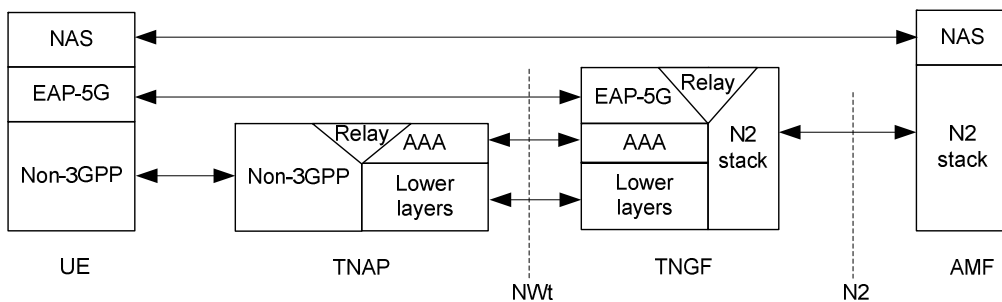 NAS
NAS
EAP-5G
EAP-5G
Relay
Relay
AAA
AAA
N2
stack
N2
stack
Non-3GPP
Non-3GPP
Lower
layers
Lower
layers
UE
TNAP
TNGF
AMF
NWt
N2